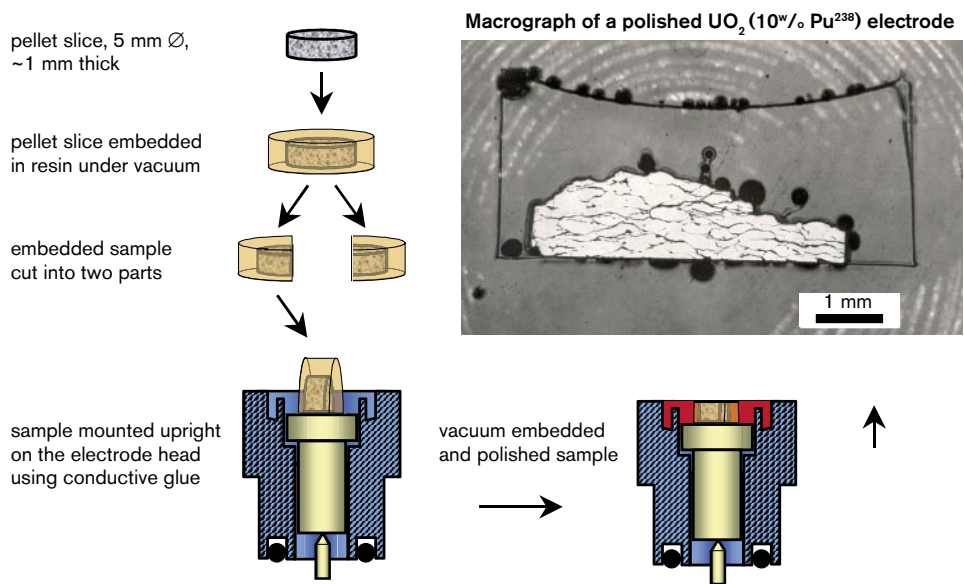 pellet slice, 5 mm Ø,
~1 mm thick
pellet slice embedded
in resin under vacuum
embedded sample
cut into two parts
sample mounted upright
on the electrode head
using conductive glue
Macrograph of a polished UO₂ (10ʷ/ₒ Pu²³⁸) electrode
1 mm
vacuum embedded
and polished sample